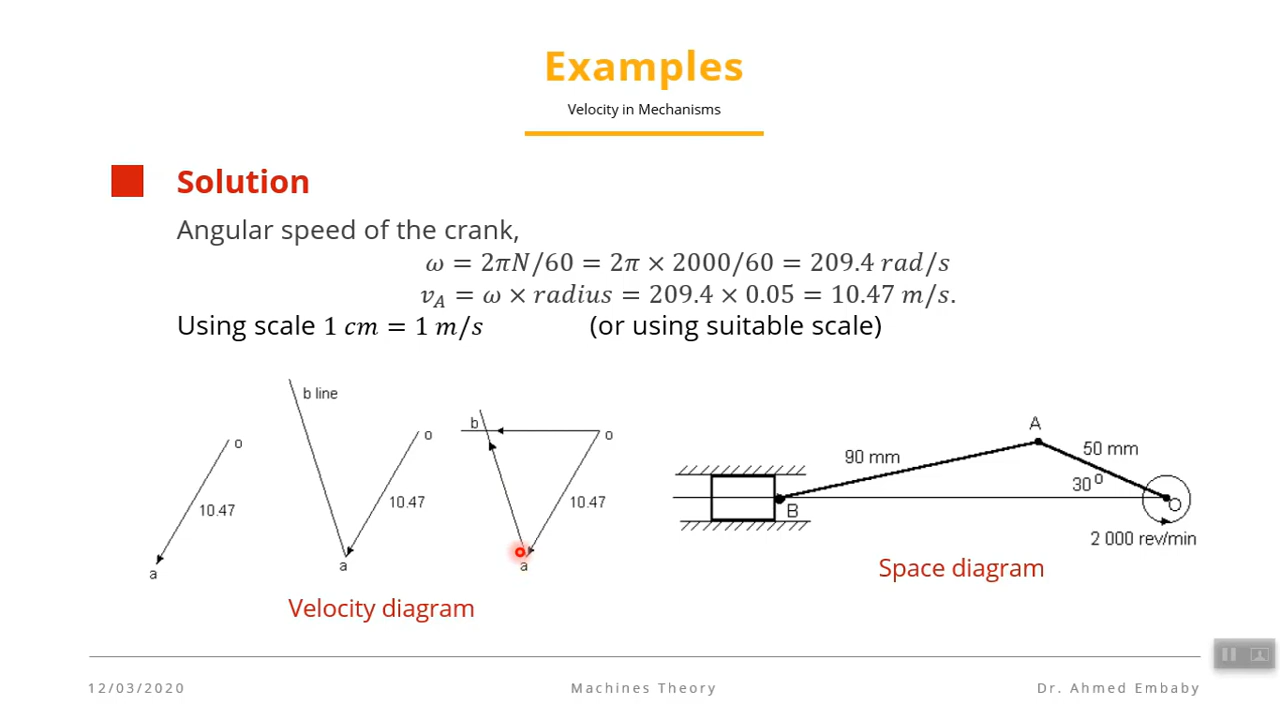 Examples
Velocity in Mechanisms
Solution
Angular speed of the crank,
𝜔 = 2𝜋𝑁/60 = 2𝜋 × 2000/60 = 209.4 𝑟𝑎𝑑/𝑠
𝑣_𝐴 = 𝜔 × 𝑟𝑎𝑑𝑖𝑢𝑠 = 209.4 × 0.05 = 10.47 𝑚/𝑠.
Using scale 1 𝑐𝑚 = 1 𝑚/𝑠 (or using suitable scale)
o
10.47
a
b line
o
10.47
a
b
o
10.47
a
Velocity diagram
A
90 mm
50 mm
30⁰
B
O
2 000 rev/min
Space diagram
12/03/2020
Machines Theory
Dr. Ahmed Embaby